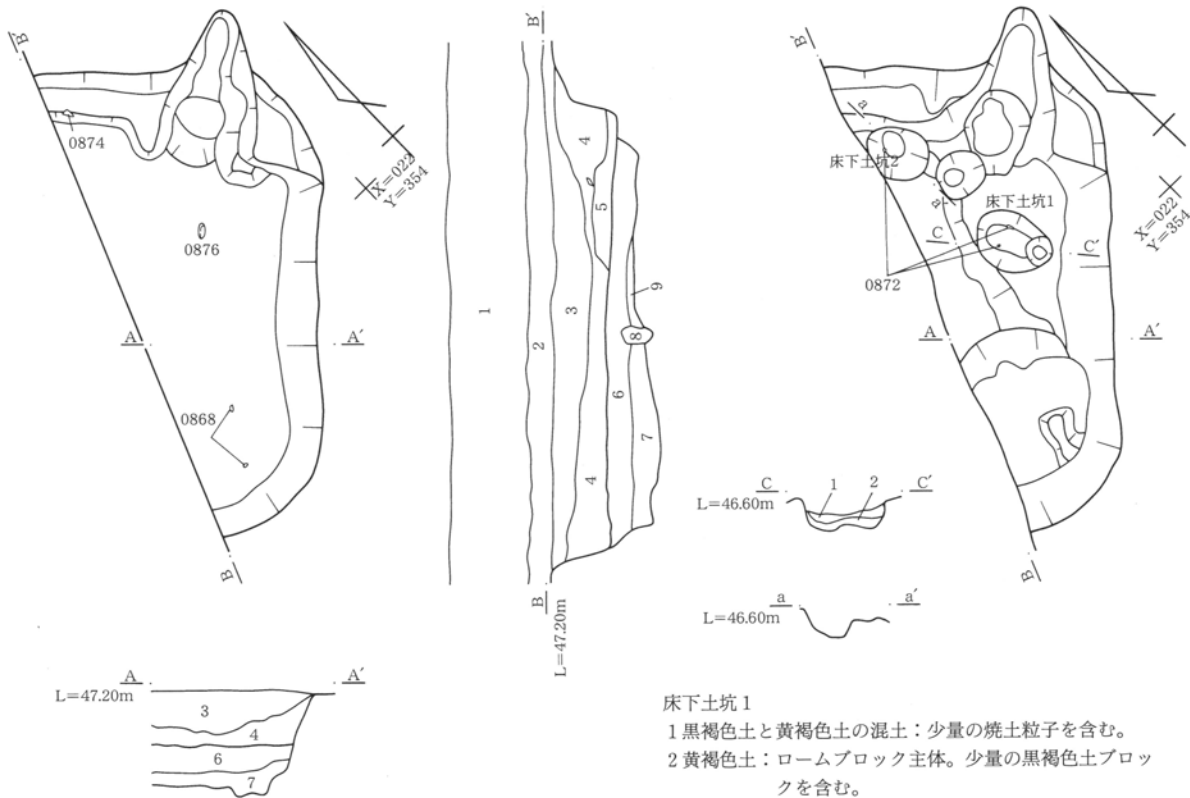 B′
0874
0876
X=022
Y=354
A
A′
0868
B
B′
1
2
3
4
5
4
6
7
8
9
B
L=47.20m
B′
a
床下土坑2
a′
床下土坑1
C
C′
0872
X=022
Y=354
A
A′
B
C
1
2
C′
L=46.60m
a
a′
L=46.60m
A
A′
L=47.20m
3
4
6
7
床下土坑1
1 黒褐色土と黄褐色土の混土：少量の焼土粒子を含む。
2 黄褐色土：ロームブロック主体。少量の黒褐色土ブロッ
クを含む。